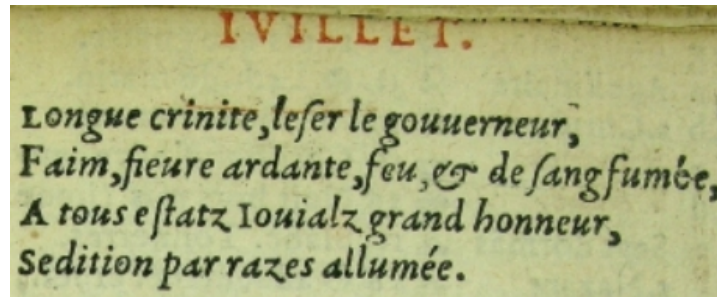 IVILLET.
Longue crinite, leſer le gouuerneur,
Faim, fieure ardante, feu, & de ſang fumée,
A tous eſtatz Iouialz grand honneur,
Sedition par razes allumée.